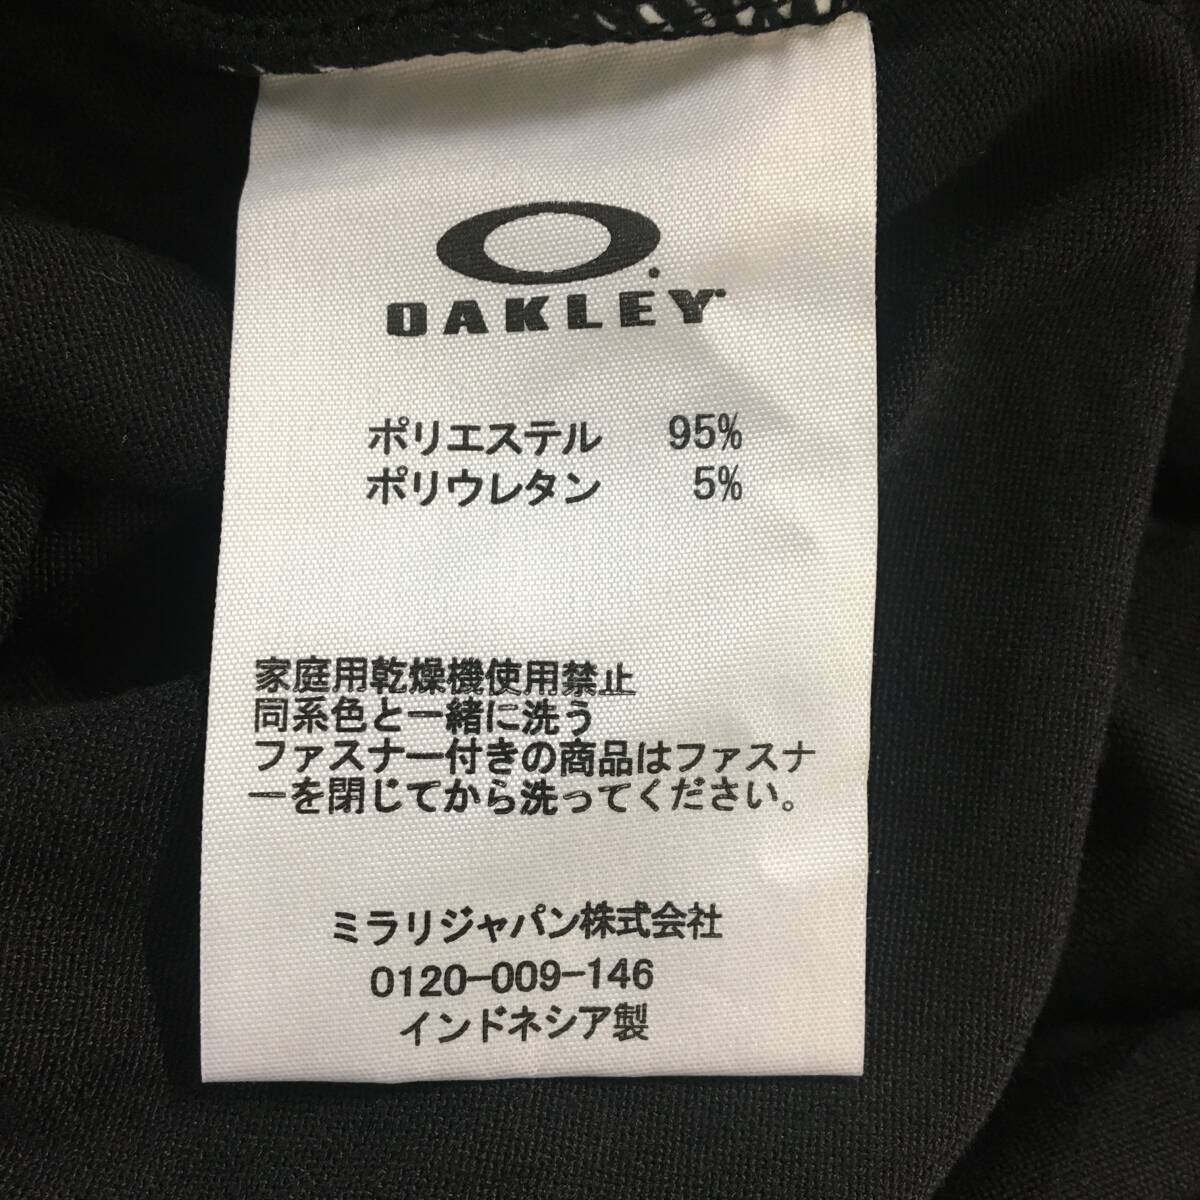 OAKLEY
ポリエステル 95%
ポリウレタン 5%
家庭用乾燥機使用禁止
同系色と一緒に洗う
ファスナー付きの商品はファスナ
ーを閉じてから洗ってください。
ミラリジャパン株式会社
0120-009-146
インドネシア製